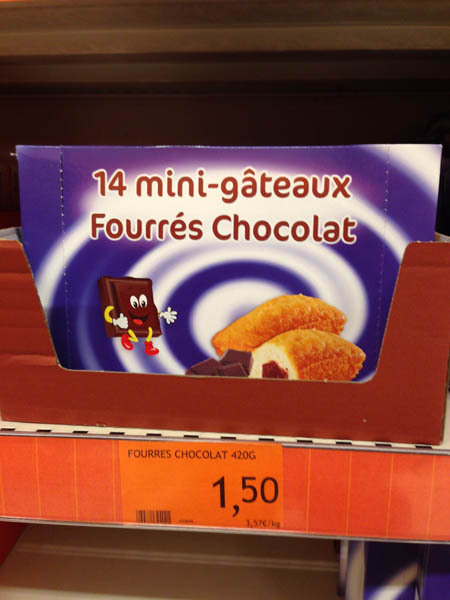 14 mini-gâteaux
Fourrés Chocolat
FOURRES CHOCOLAT 420G
1,50
3,57€/kg